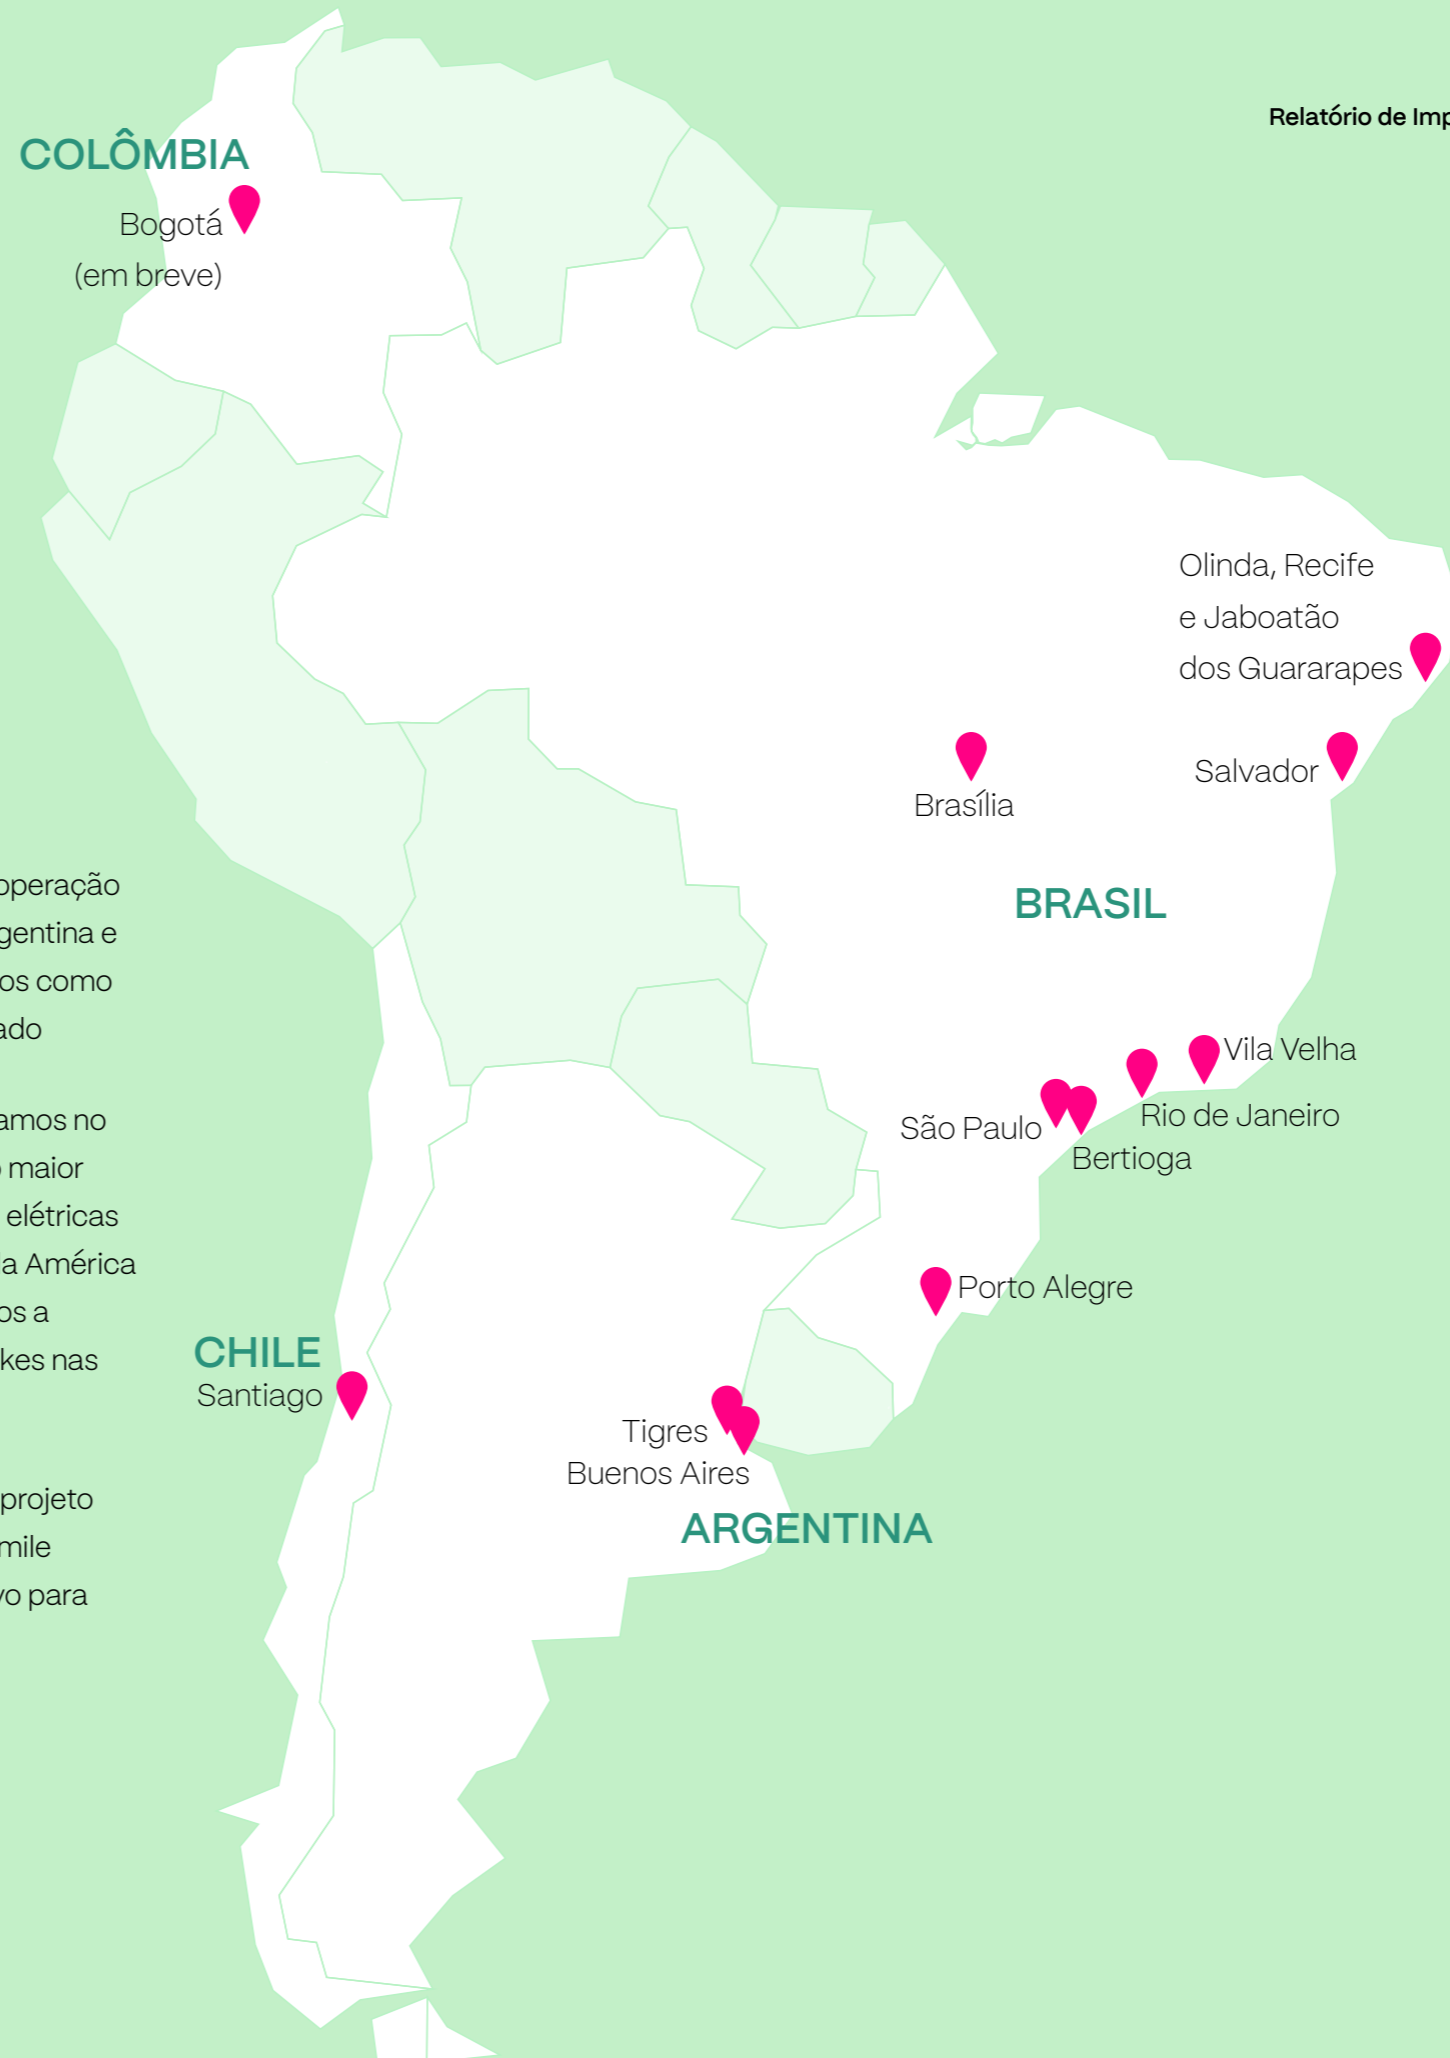 Relatório de Imp
COLÔMBIA
Bogotá
(em breve)
Olinda, Recife
e Jaboatão
dos Guararapes
Salvador
Brasília
BRASIL
Vila Velha
Rio de Janeiro
São Paulo
Bertioga
Porto Alegre
CHILE
Santiago
Tigres
Buenos Aires
ARGENTINA
operação
gentina e
os como
ado
amos no
maior
elétricas
la América
os a
kes nas
projeto
mile
vo para